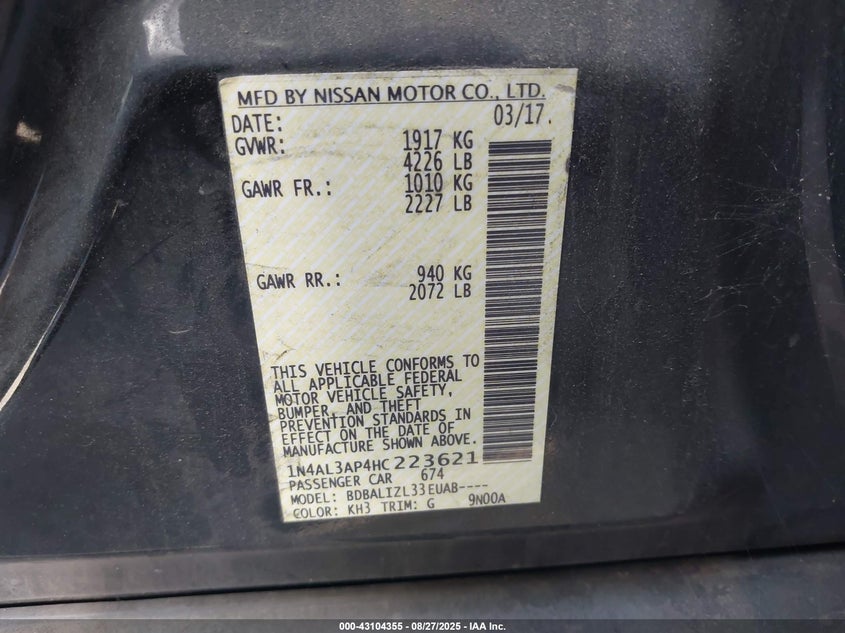 MFD BY NISSAN MOTOR CO., LTD.
DATE: 03/17.
GVWR: 1917 KG
4226 LB
GAWR FR.: 1010 KG
2227 LB
GAWR RR.: 940 KG
2072 LB
THIS VEHICLE CONFORMS TO
ALL APPLICABLE FEDERAL
MOTOR VEHICLE SAFETY,
BUMPER, AND THEFT
PREVENTION STANDARDS IN
EFFECT ON THE DATE OF
MANUFACTURE SHOWN ABOVE.
1N4AL3AP4HC223621
PASSENGER CAR 674
MODEL: BDBALIZL33EUAB----
COLOR: KH3 TRIM: G 9N00A
000-43104355 | 08/27/2025 | IAA Inc.